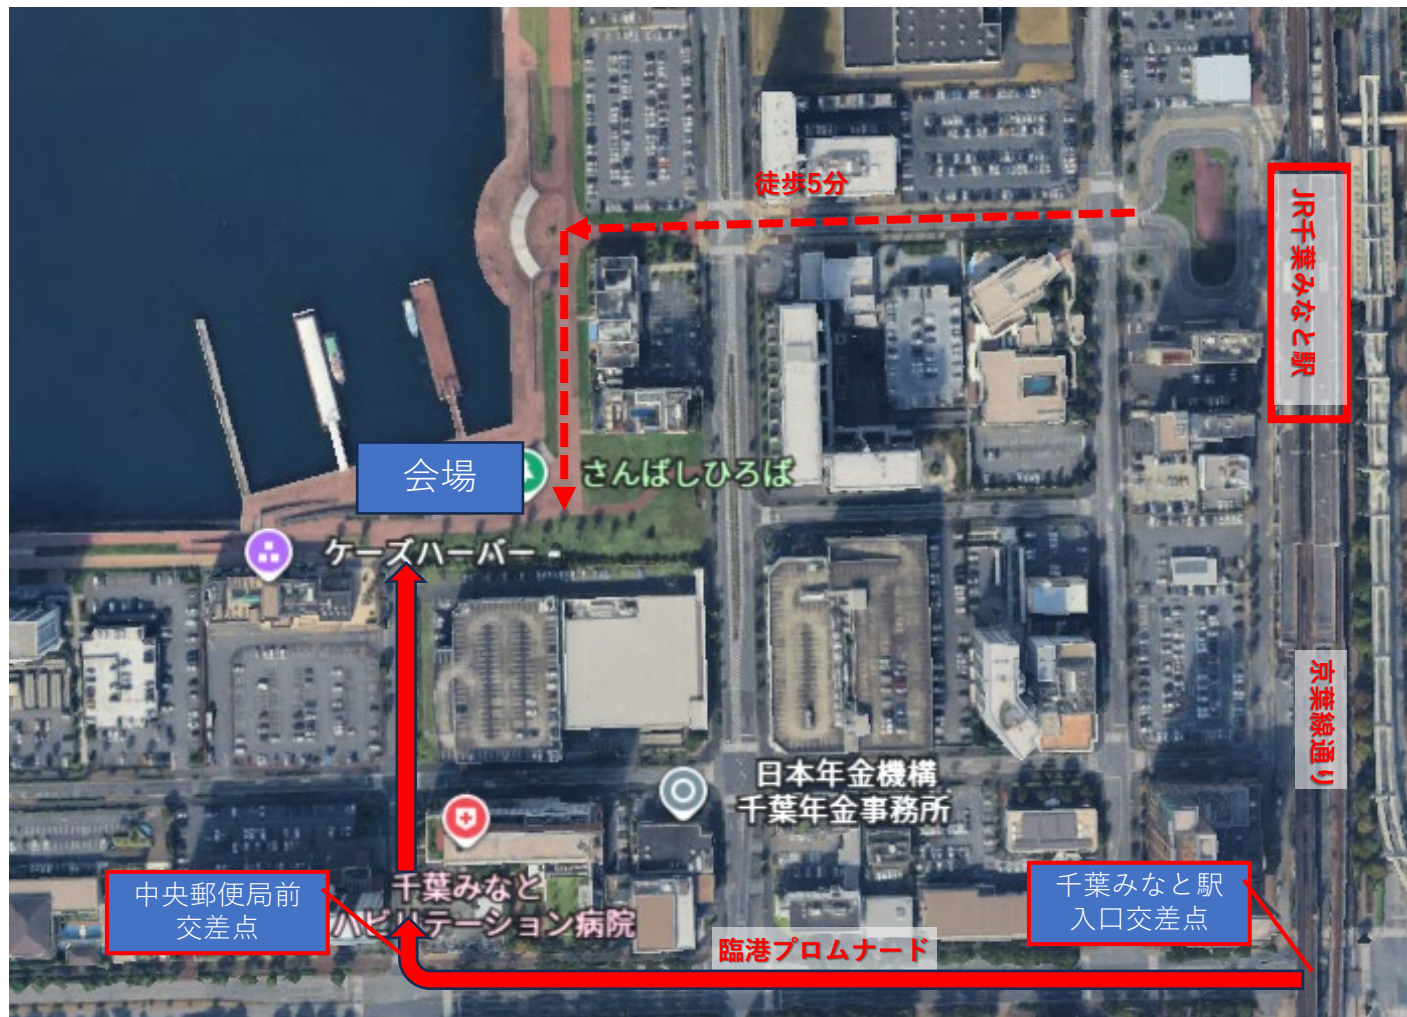 徒歩5分
JR千葉みなと駅
会場
さんばしひろば
ケーズハーバー -
京葉線通り
日本年金機構
千葉年金事務所
中央郵便局前
交差点
千葉みなと
ハビリテーション病院
千葉みなと駅
入口交差点
臨港プロムナード